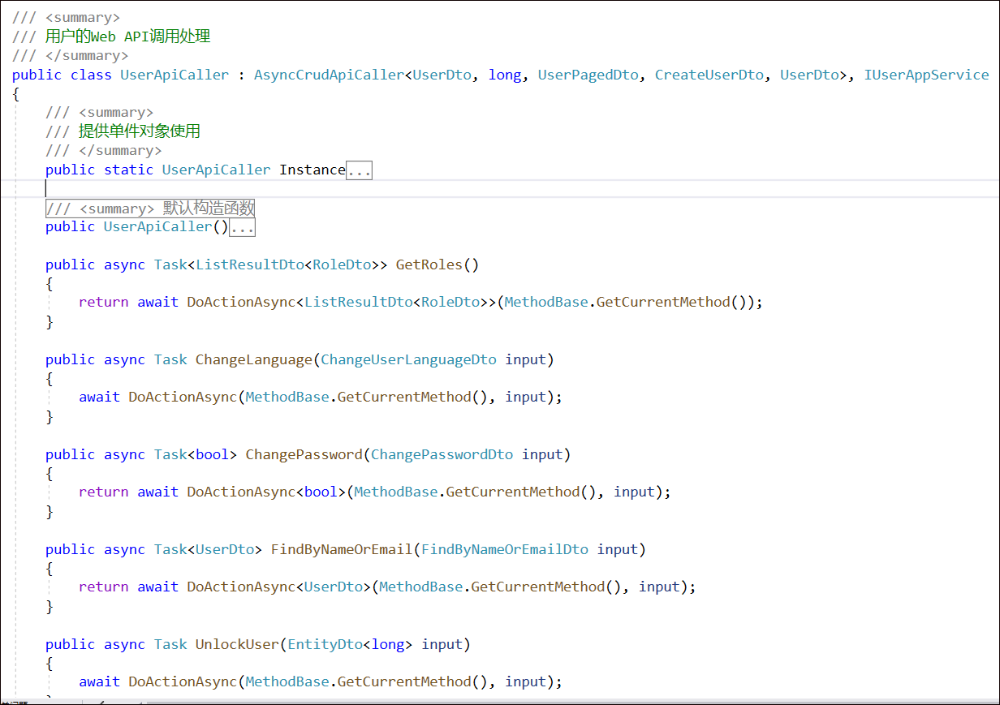 /// <summary>
/// 用户的Web API调用处理
/// </summary>
public class UserApiCaller : AsyncCrudApiCaller<UserDto, long, UserPagedDto, CreateUserDto, UserDto>, IUserAppService
{
/// <summary>
/// 提供单件对象使用
/// </summary>
public static UserApiCaller Instance...
/// <summary> 默认构造函数
public UserApiCaller()...
public async Task<ListResultDto<RoleDto>> GetRoles()
{
return await DoActionAsync<ListResultDto<RoleDto>>(MethodBase.GetCurrentMethod());
}
public async Task ChangeLanguage(ChangeUserLanguageDto input)
{
await DoActionAsync(MethodBase.GetCurrentMethod(), input);
}
public async Task<bool> ChangePassword(ChangePasswordDto input)
{
return await DoActionAsync<bool>(MethodBase.GetCurrentMethod(), input);
}
public async Task<UserDto> FindByNameOrEmail(FindByNameOrEmailDto input)
{
return await DoActionAsync<UserDto>(MethodBase.GetCurrentMethod(), input);
}
public async Task UnlockUser(EntityDto<long> input)
{
await DoActionAsync(MethodBase.GetCurrentMethod(), input);